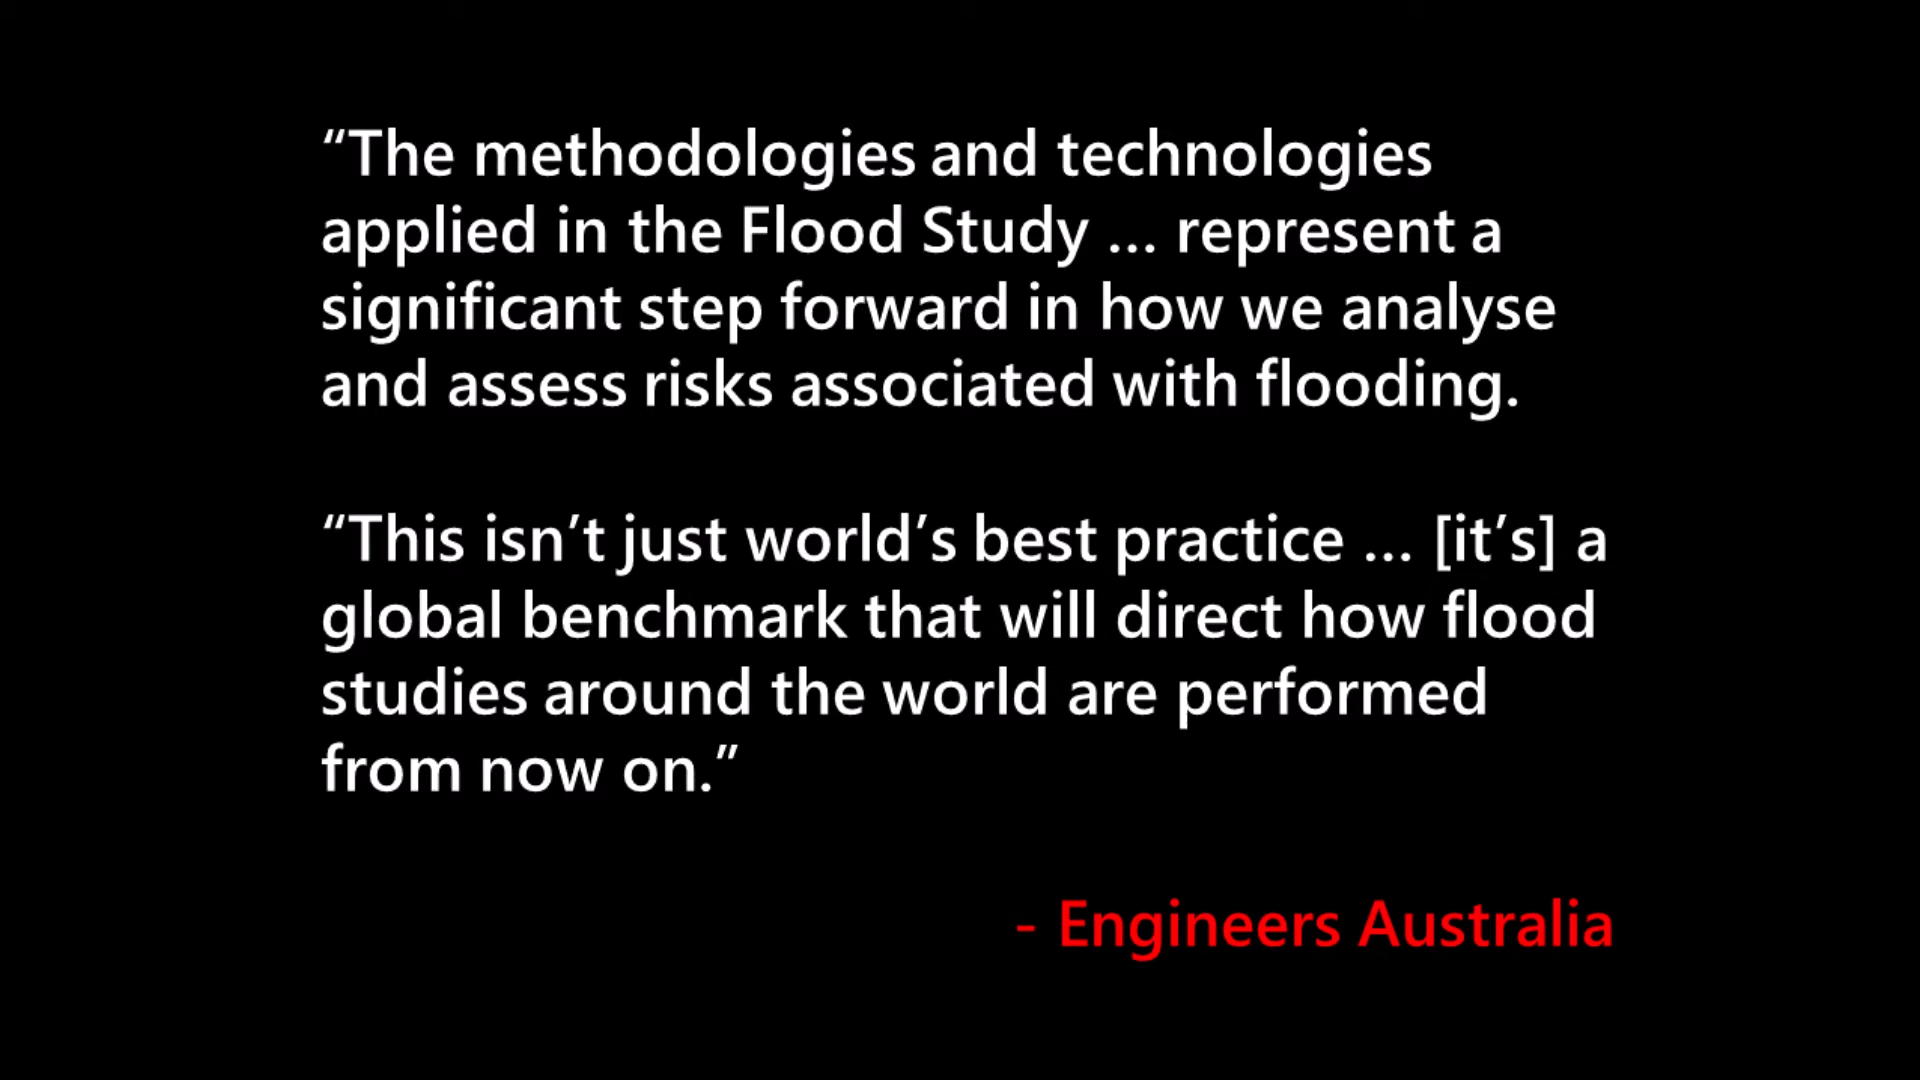 “The methodologies and technologies
applied in the Flood Study ... represent a
significant step forward in how we analyse
and assess risks associated with flooding.
“This isn’t just world’s best practice ... [it’s] a
global benchmark that will direct how flood
studies around the world are performed
from now on.”
- Engineers Australia